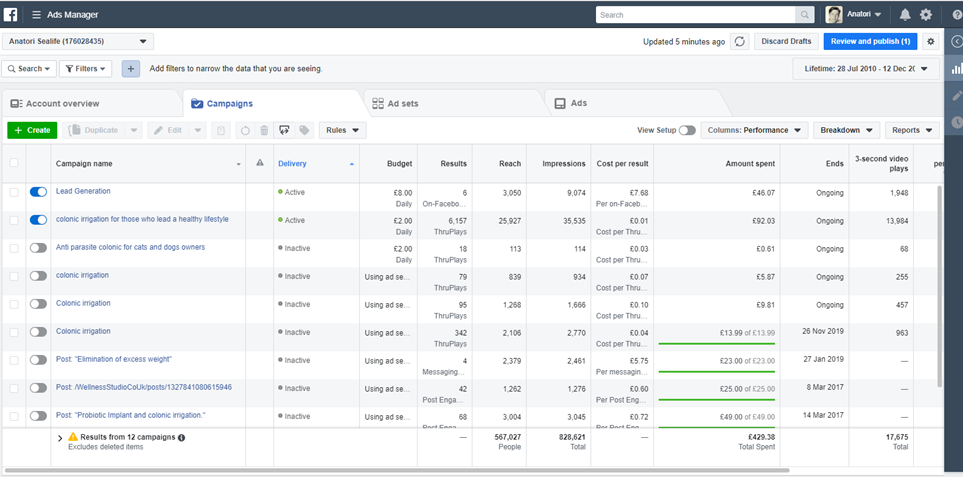 Ads Manager Search Anatori
Anatori Sealife (176028435) Updated 5 minutes ago Discard Drafts Review and publish (1)
Search Filters + Add filters to narrow the data that you are seeing. Lifetime: 28 Jul 2010 - 12 Dec 20
Account overview Campaigns Ad sets Ads
+ Create Duplicate Edit Rules View Setup Columns: Performance Breakdown Reports
Campaign name Delivery Budget Results Reach Impressions Cost per result Amount spent Ends 3-second video plays
Lead Generation Active £8.00 6 3,050 9,074 £7.68 £46.07 Ongoing 1,948
Daily On-Facebo... Per on-Faceb...
colonic irrigation for those who lead a healthy lifestyle Active £2.00 6,157 25,927 35,535 £0.01 £92.03 Ongoing 13,984
Daily ThruPlays Cost per Thru...
Anti parasite colonic for cats and dogs owners Inactive £2.00 18 113 114 £0.03 £0.61 Ongoing 68
Daily ThruPlays Cost per Thru...
colonic irrigation Inactive Using ad se... 79 839 934 £0.07 £5.87 Ongoing 255
ThruPlays Cost per Thru...
Colonic irrigation Inactive Using ad se... 95 1,268 1,666 £0.10 £9.81 Ongoing 457
ThruPlays Cost per Thru...
Colonic irrigation Inactive Using ad se... 342 2,106 2,770 £0.04 £13.99 of £13.99 26 Nov 2019 963
ThruPlays Cost per Thru...
Post: "Elimination of excess weight" Inactive Using ad se... 4 2,379 2,461 £5.75 £23.00 of £23.00 27 Jan 2019 —
Messaging... Per messagin...
Post: /WellnessStudioCoUk/posts/1327841080615946 Inactive Using ad se... 42 1,262 1,276 £0.60 £25.00 of £25.00 8 Mar 2017 —
Post Enga... Per Post Eng...
Post: "Probiotic Implant and colonic irrigation." Inactive Using ad se... 68 3,004 3,045 £0.72 £49.00 of £49.00 14 Mar 2017 —
Results from 12 campaigns — 567,027 828,621 — £429.38 17,675
Excludes deleted items People Total Total Spent Total